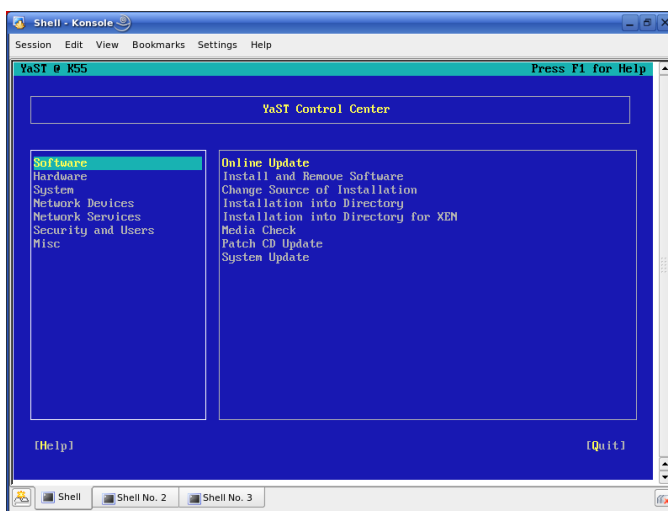 Shell - Konsole
Session Edit View Bookmarks Settings Help
YaST @ K55 Press F1 for Help
YaST Control Center
Software
Hardware
System
Network Devices
Network Services
Security and Users
Misc
Online Update
Install and Remove Software
Change Source of Installation
Installation into Directory
Installation into Directory for XEN
Media Check
Patch CD Update
System Update
[Help] [Quit]
Shell Shell No. 2 Shell No. 3